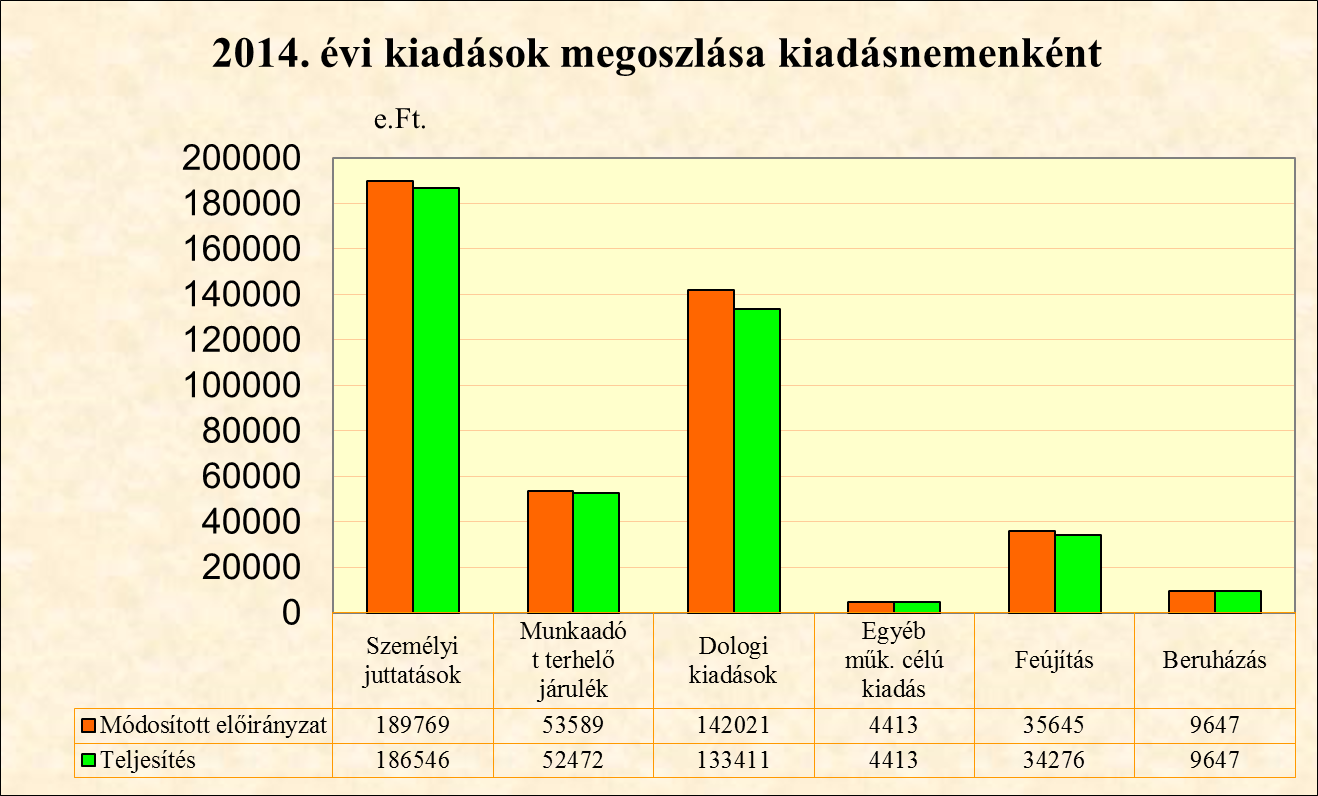 2014. évi kiadások megoszlása kiadásnemenként
e.Ft.
200000
180000
160000
140000
120000
100000
80000
60000
40000
20000
0
Személyi
juttatások
Munkaadó
t terhelő
járulék
Dologi
kiadások
Egyéb
műk. célú
kiadás
Feújítás
Beruházás
Módosított előirányzat 189769 53589 142021 4413 35645 9647
Teljesítés 186546 52472 133411 4413 34276 9647